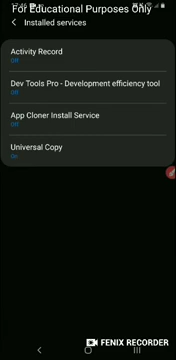 For Educational Purposes Only
Installed services
Activity Record
Off
Dev Tools Pro - Development efficiency tool
Off
App Cloner Install Service
Off
Universal Copy
On
FENIX RECORDER